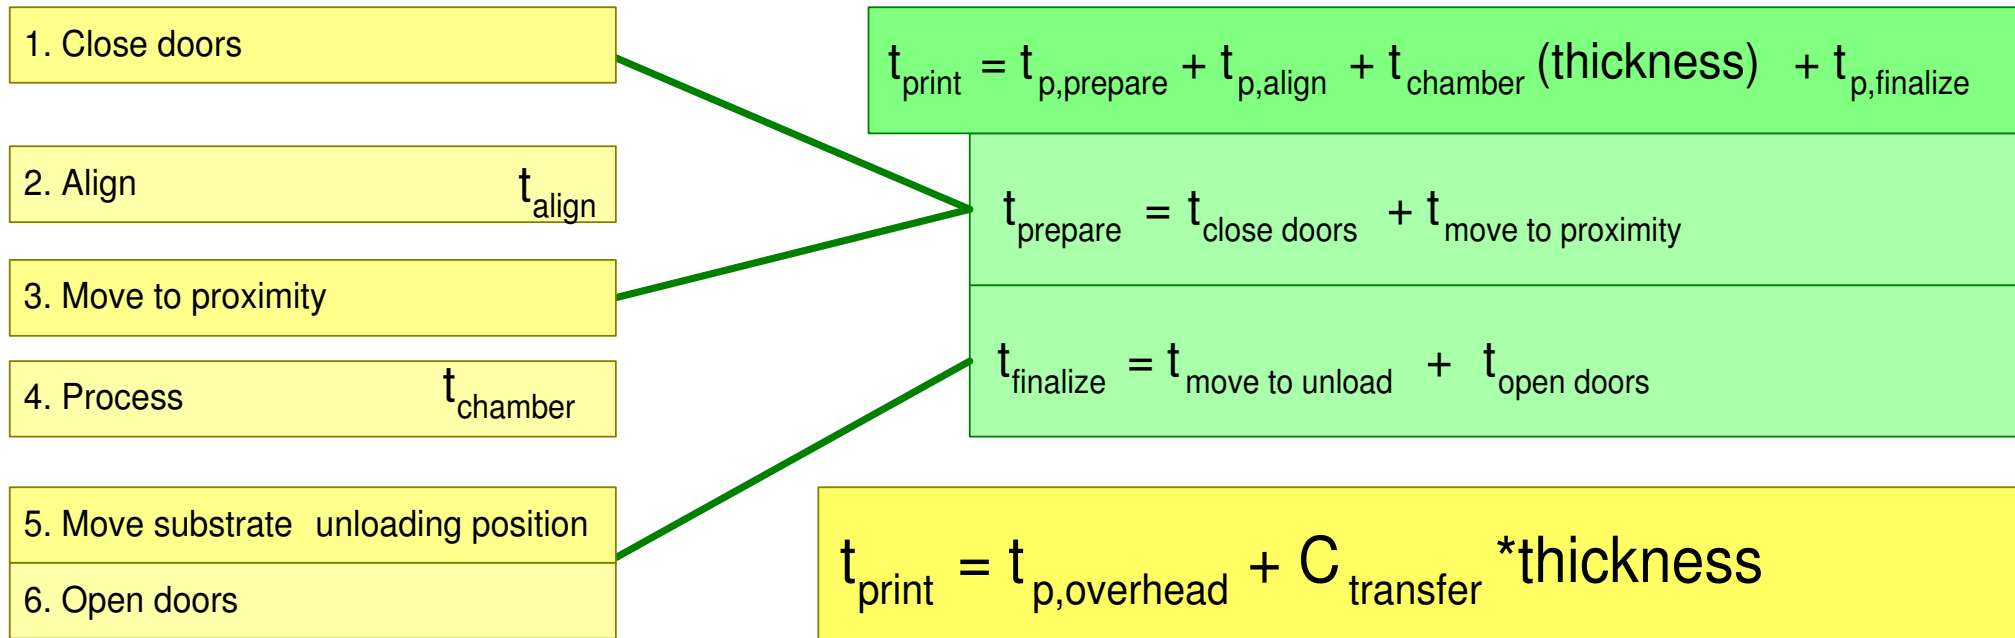 1. Close doors
2. Align t_align
3. Move to proximity
4. Process t_chamber
5. Move substrate unloading position
6. Open doors
t_print = t_p,prepare + t_p,align + t_chamber (thickness) + t_p,finalize
t_prepare = t_close doors + t_move to proximity
t_finalize = t_move to unload + t_open doors
t_print = t_p,overhead + C_transfer *thickness